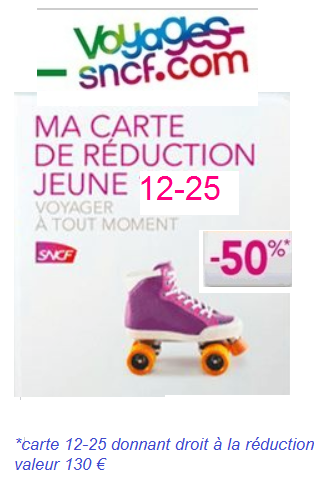 Voyages-
sncf.com
MA CARTE
DE RÉDUCTION
JEUNE 12-25
VOYAGER
À TOUT MOMENT
SNCF
-50%*
*carte 12-25 donnant droit à la réduction
valeur 130 €